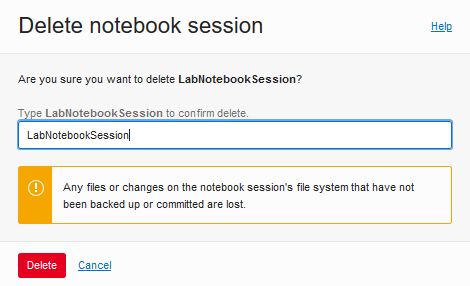 Delete notebook session
Help
Are you sure you want to delete LabNotebookSession?
Type LabNotebookSession to confirm delete.
LabNotebookSession
Any files or changes on the notebook session's file system that have not
been backed up or committed are lost.
Delete
Cancel